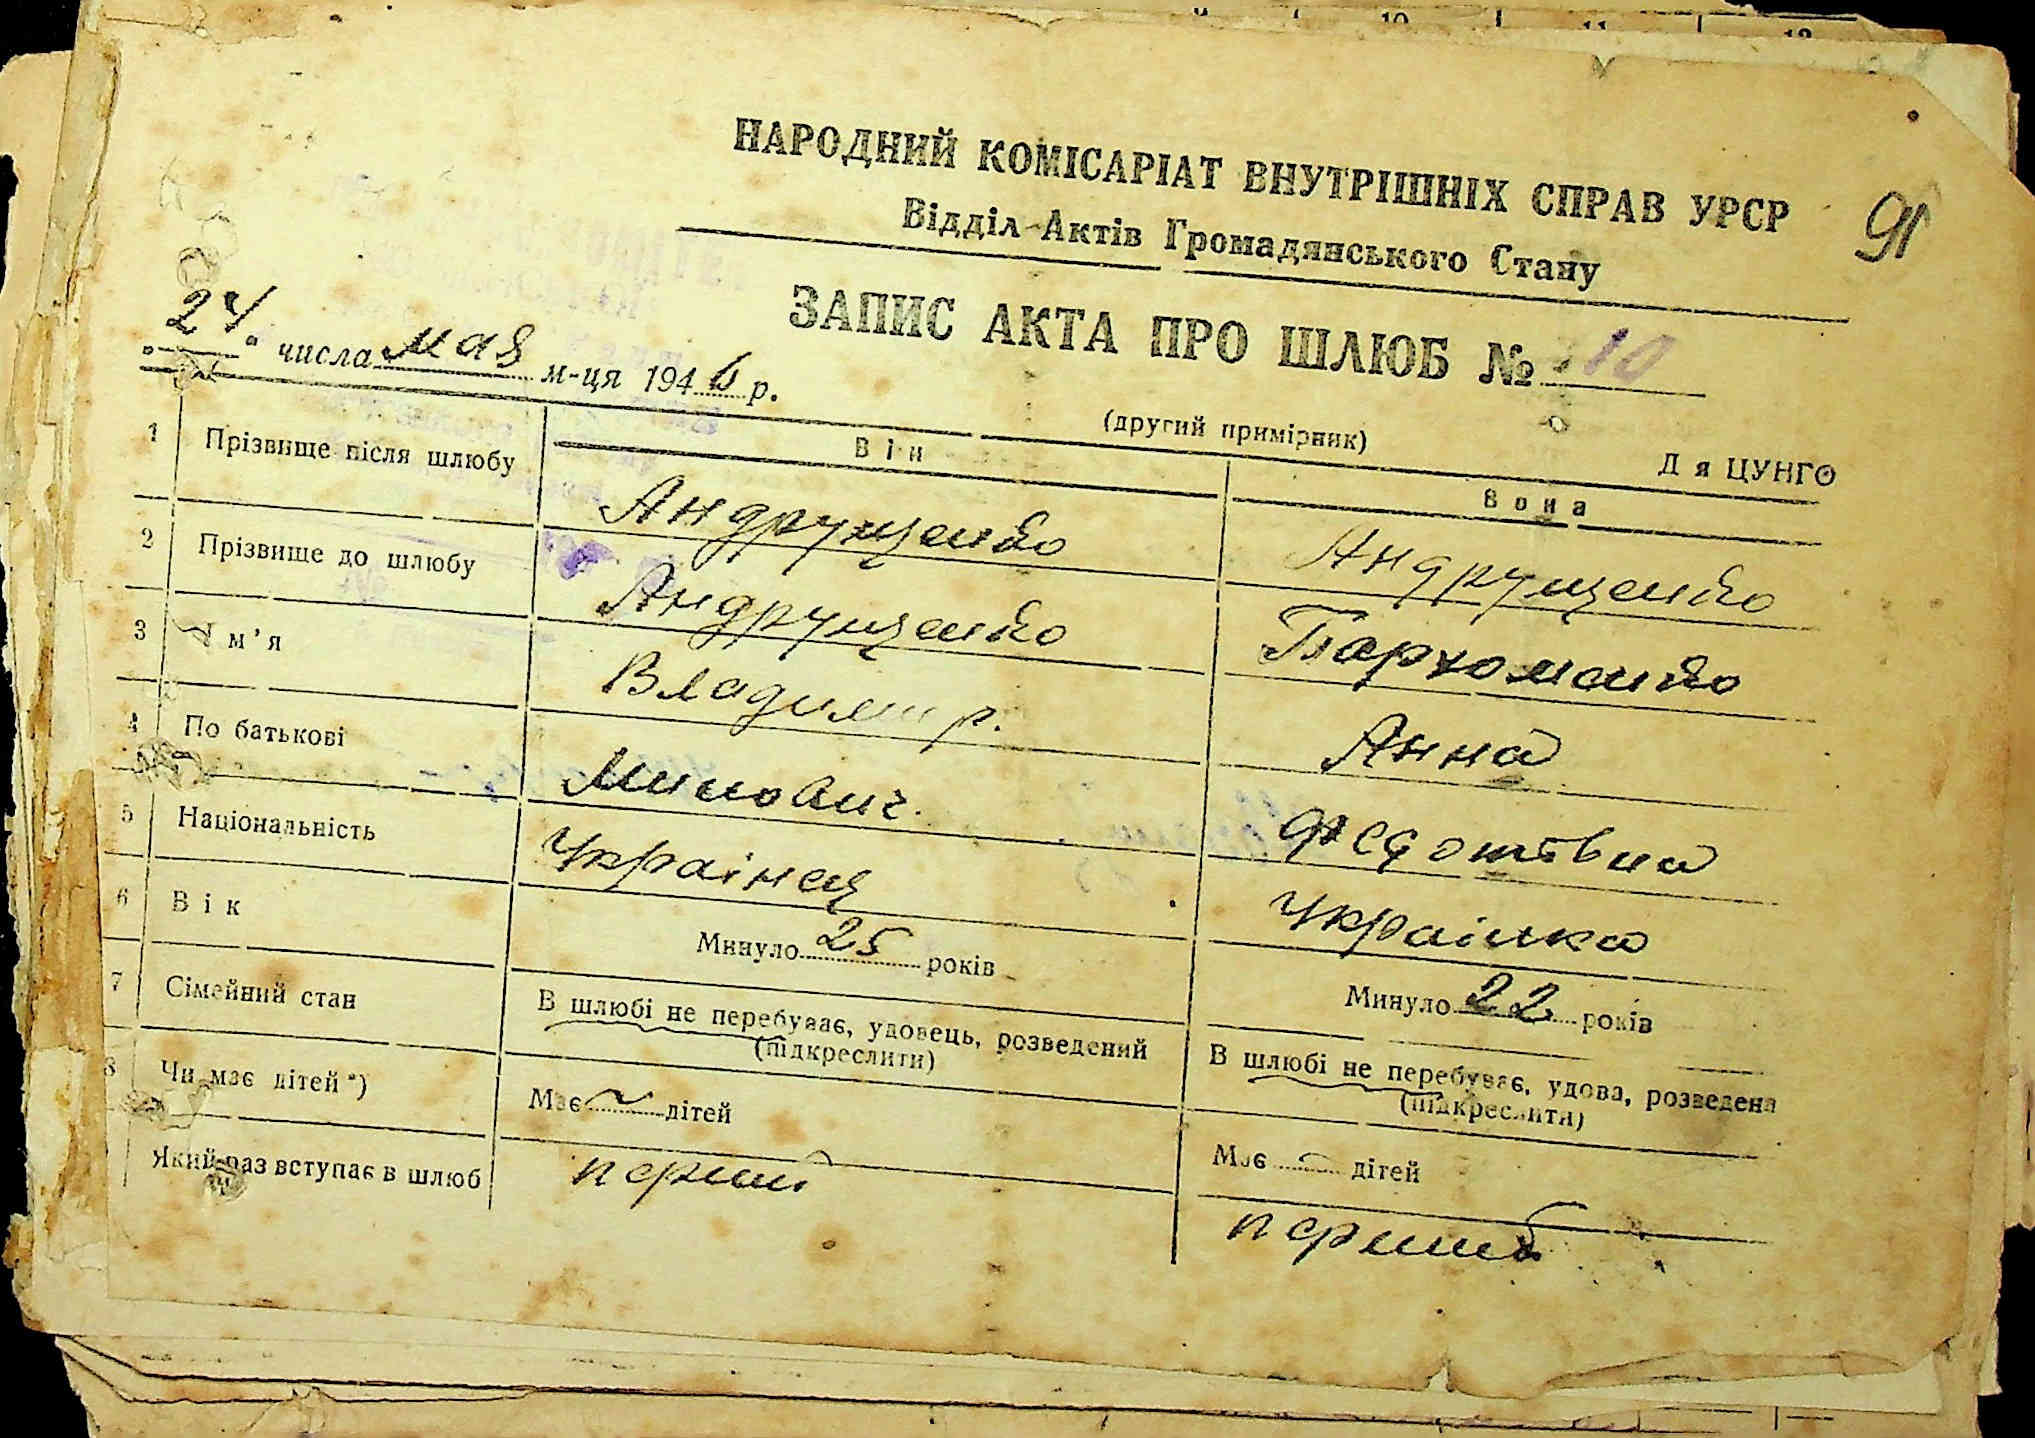 10 11 12
НАРОДНИЙ КОМІСАРІАТ ВНУТРІШНІХ СПРАВ УРСР
91
Відділ Актів Громадянського Стану
ЗАПИС АКТА ПРО ШЛЮБ № 10
"24" числа мая м-ця 1946 р.
(другий примірник)
Д я ЦУНГО
Він Вона
1 Прізвище після шлюбу Андрущенко Андрущенко
2 Прізвище до шлюбу Андрущенко Пархоменко
3 Ім'я Владимир. Анна
4 По батькові Минович. Федотовна
5 Національність Українец Українка
6 Вік Минуло 25 років Минуло 22 років
7 Сімейний стан В шлюбі не перебуває, удовець, розведений (підкреслити) В шлюбі не перебуває, удова, розведена (підкреслити)
8 Чи має дітей*) Має ~ дітей Має ~ дітей
Який раз вступає в шлюб перший перший